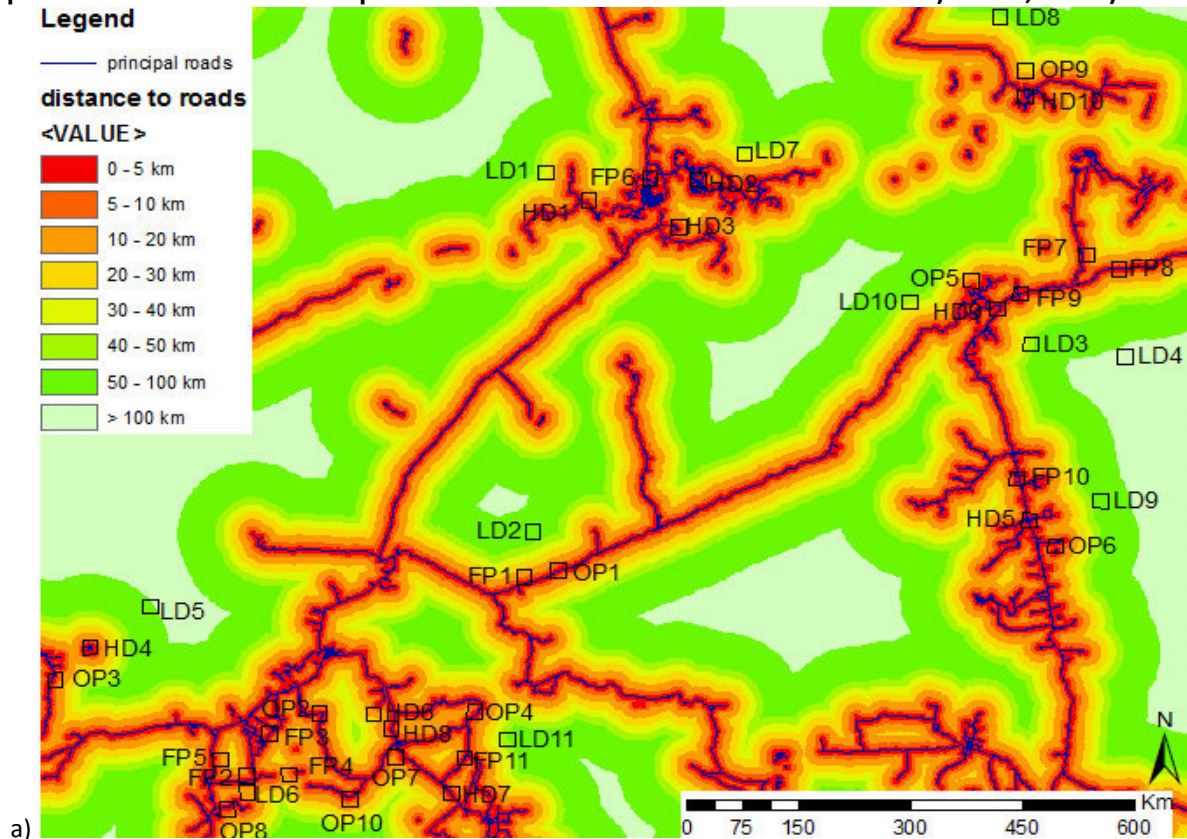 Legend
principal roads
distance to roads
<VALUE>
0 - 5 km
5 - 10 km
10 - 20 km
20 - 30 km
30 - 40 km
40 - 50 km
50 - 100 km
> 100 km
LD8
OP9
HD10
LD7
LD1
FP6
HD2
HD1
HD3
FP7
FP8
OP5
FP9
LD10
HD9
LD3
LD4
FP10
LD9
HD5
OP6
LD2
FP1
OP1
LD5
HD4
OP3
OP2
HD6
OP4
FP3
HD8
LD11
FP5
OP7
FP11
FP2
FP4
LD6
HD7
OP8
OP10
N
Km
0 75 150 300 450 600
a)